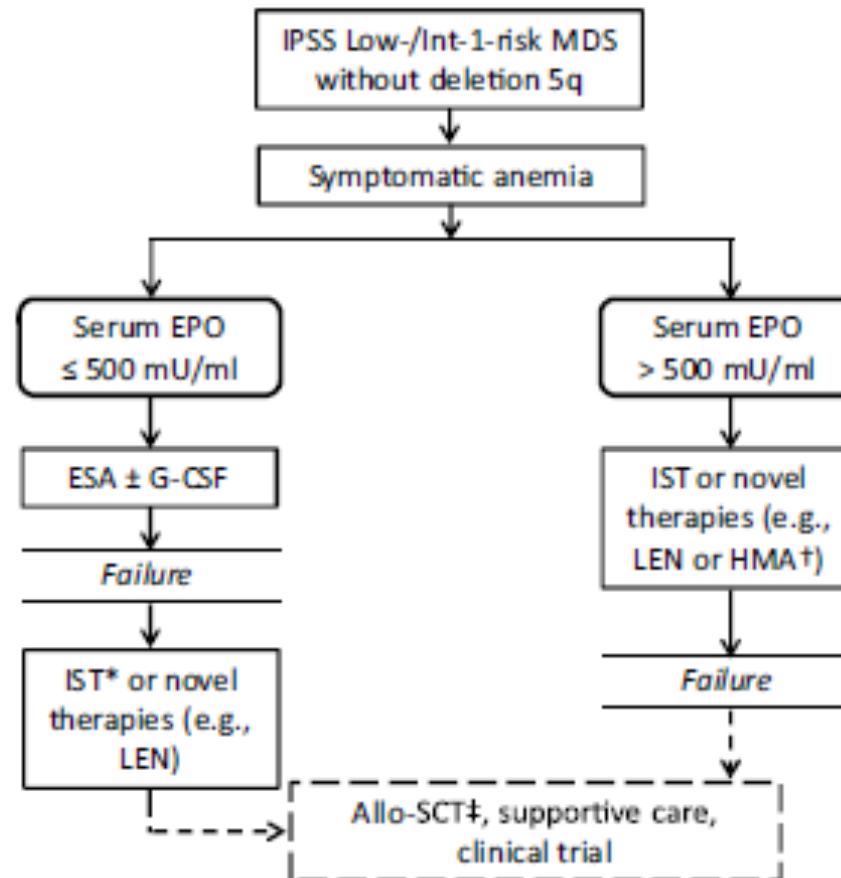 IPSS Low-/Int-1-risk MDS
without deletion 5q
Symptomatic anemia
Serum EPO
≤ 500 mU/ml
ESA ± G-CSF
Failure
IST* or novel
therapies (e.g.,
LEN)
Serum EPO
> 500 mU/ml
IST or novel
therapies (e.g.,
LEN or HMA†)
Failure
Allo-SCT‡, supportive care,
clinical trial